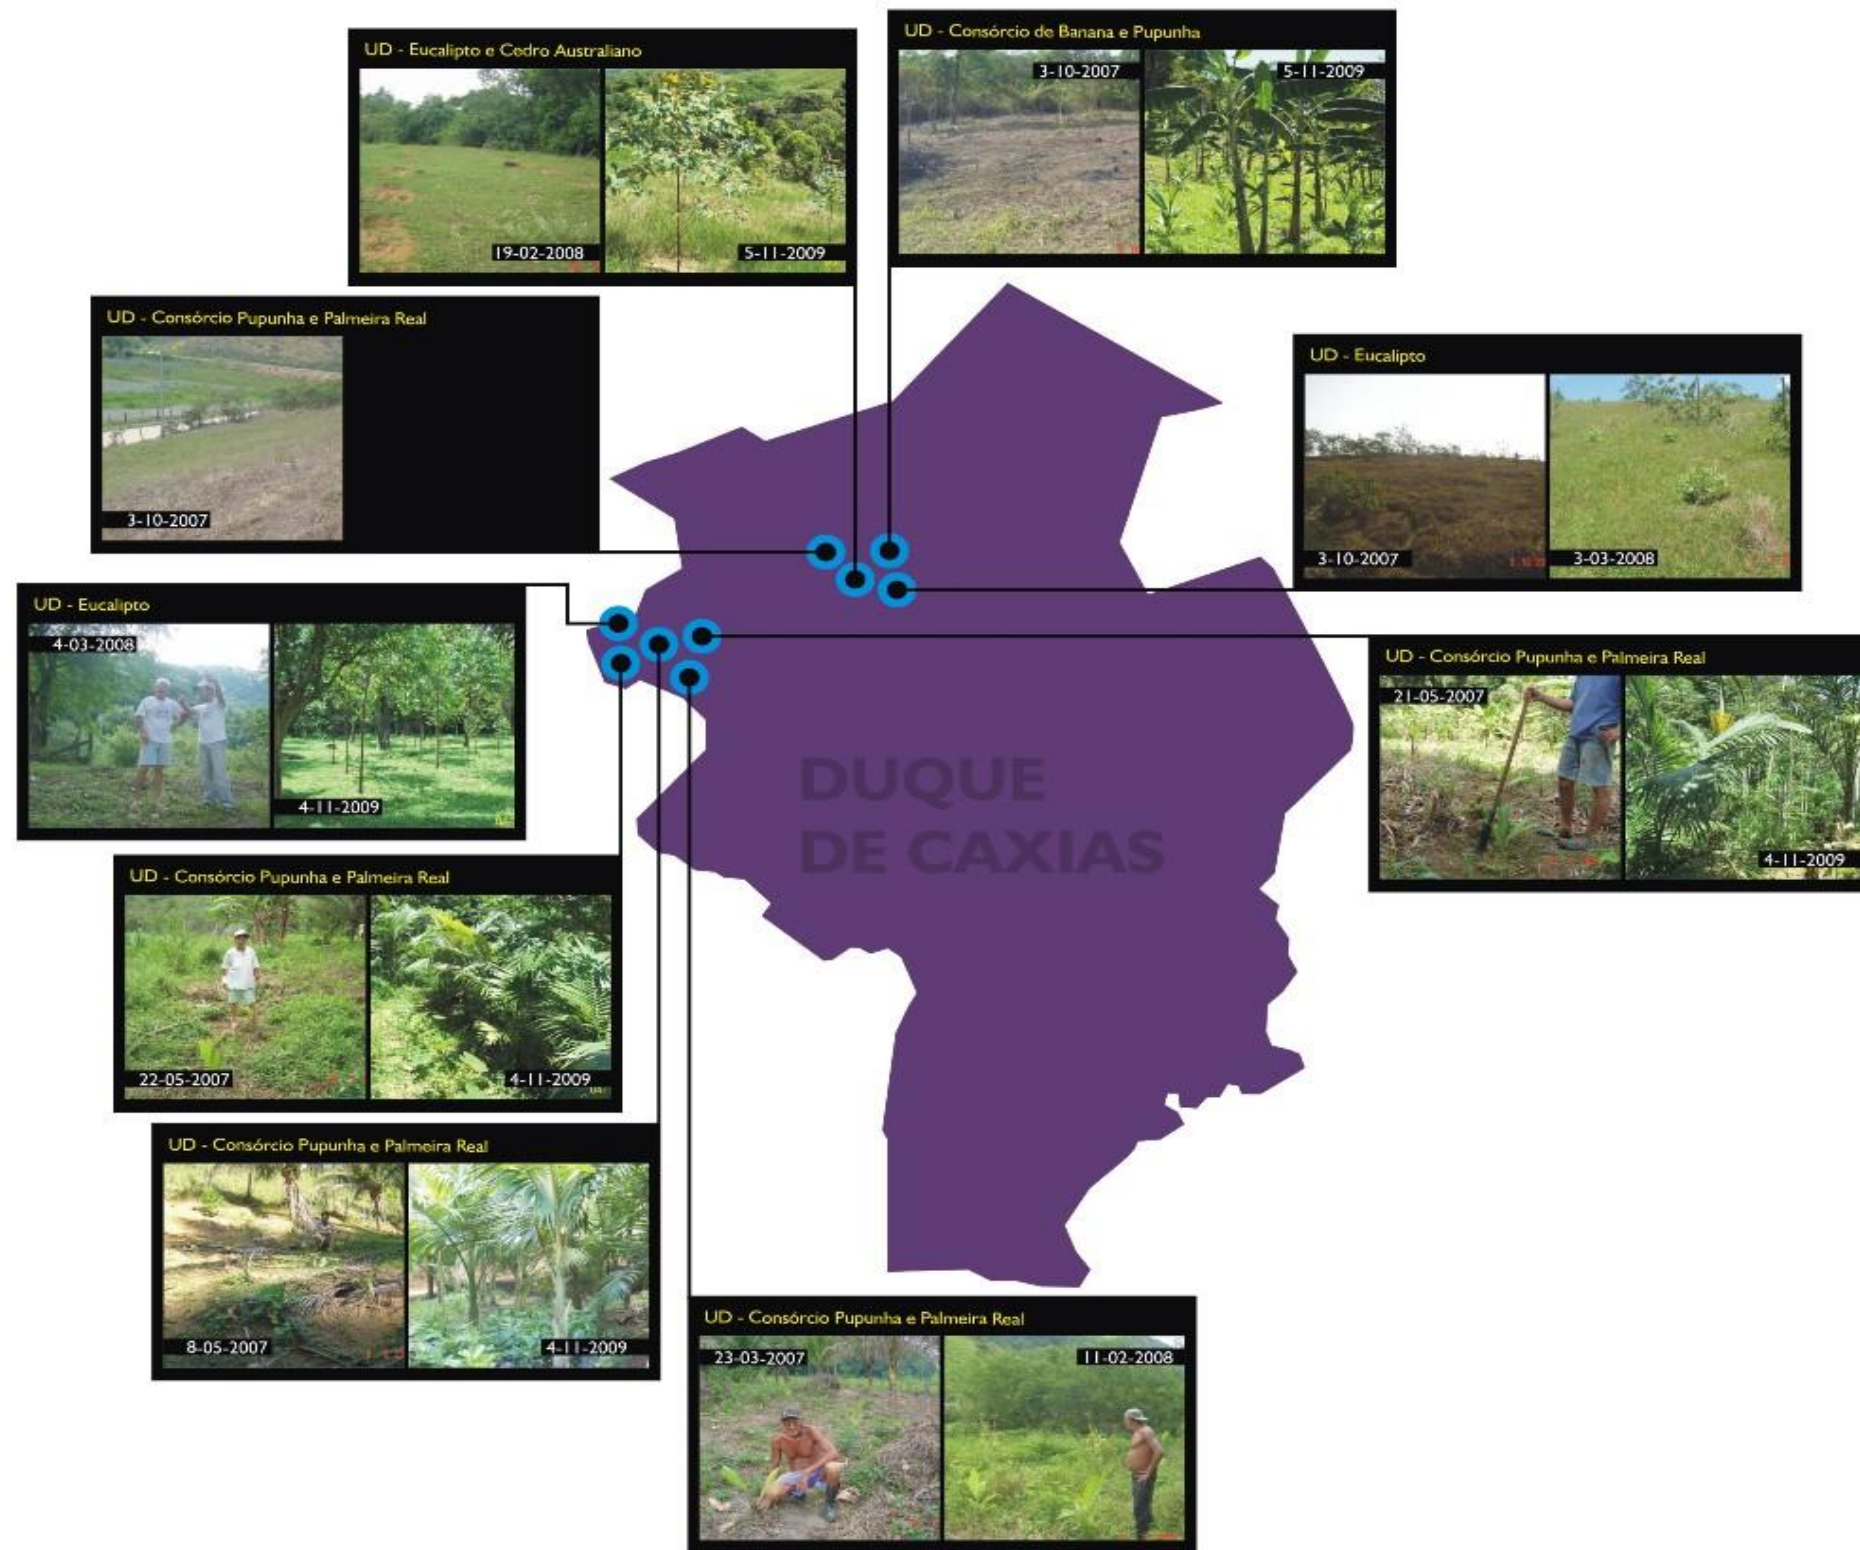 UD - Eucalipto e Cedro Australiano
19-02-2008
5-11-2009
UD - Consórcio de Banana e Pupunha
3-10-2007
5-11-2009
UD - Consórcio Pupunha e Palmeira Real
3-10-2007
UD - Eucalipto
3-10-2007
3-03-2008
UD - Eucalipto
4-03-2008
4-11-2009
UD - Consórcio Pupunha e Palmeira Real
21-05-2007
4-11-2009
DUQUE
DE CAXIAS
UD - Consórcio Pupunha e Palmeira Real
22-05-2007
4-11-2009
UD - Consórcio Pupunha e Palmeira Real
8-05-2007
4-11-2009
UD - Consórcio Pupunha e Palmeira Real
23-03-2007
11-02-2008